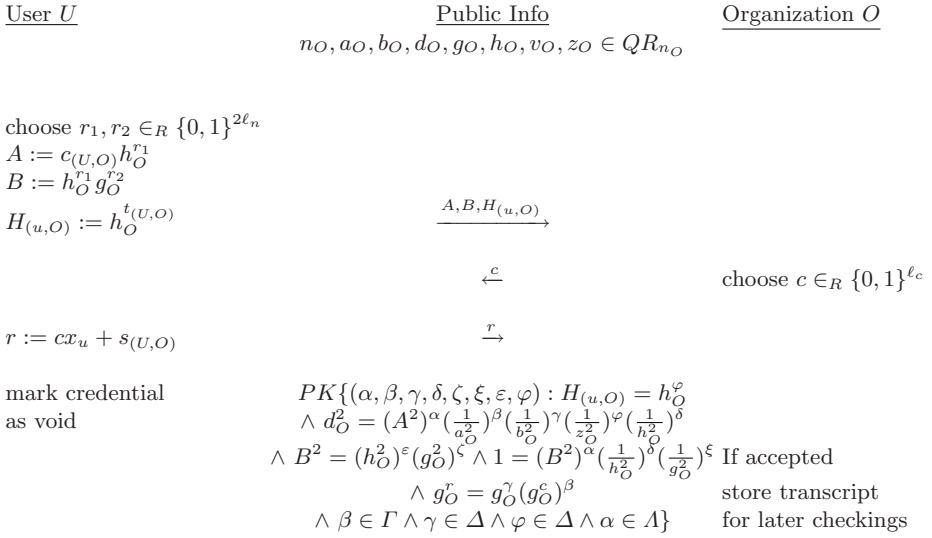 User U Public Info Organization O
n_O, a_O, b_O, d_O, g_O, h_O, v_O, z_O ∈ QR_{n_O}
choose r_1, r_2 ∈_R {0, 1}^{2ℓ_n}
A := c_{(U,O)} h_O^{r_1}
B := h_O^{r_1} g_O^{r_2}
H_{(u,O)} := h_O^{t_{(U,O)}} A,B,H_{(u,O)} →
← c choose c ∈_R {0, 1}^{ℓ_c}
r := cx_u + s_{(U,O)} r →
mark credential PK{(α, β, γ, δ, ζ, ξ, ε, φ) : H_{(u,O)} = h_O^φ
as void ∧ d_O^2 = (A^2)^α (1/a_O^2)^β (1/b_O^2)^γ (1/z_O^2)^φ (1/h_O^2)^δ
∧ B^2 = (h_O^2)^ε (g_O^2)^ζ ∧ 1 = (B^2)^α (1/h_O^2)^δ (1/g_O^2)^ξ If accepted
∧ g_O^r = g_O^γ (g_O^c)^β store transcript
∧ β ∈ Γ ∧ γ ∈ Δ ∧ φ ∈ Δ ∧ α ∈ Λ} for later checkings